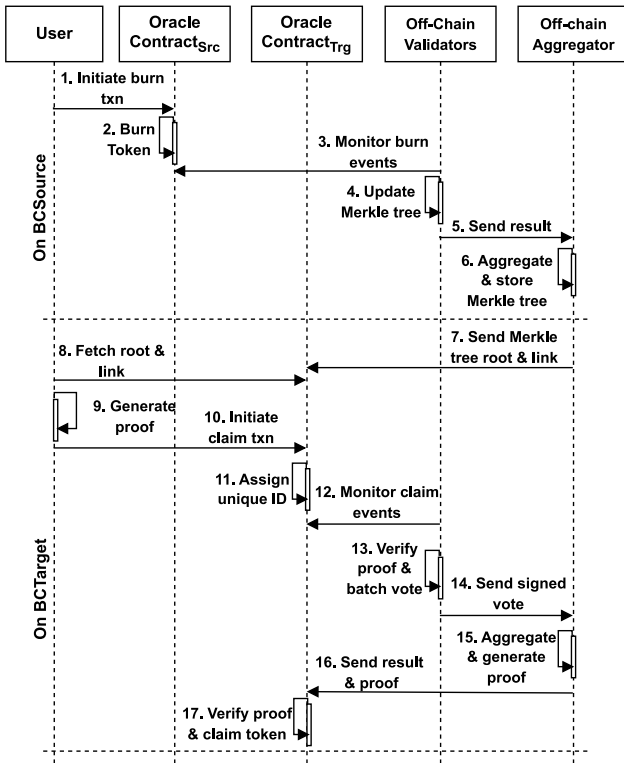 User
Oracle
Contract_Src
Oracle
Contract_Trg
Off-Chain
Validators
Off-chain
Aggregator
On BCSource
1. Initiate burn
txn
2. Burn
Token
3. Monitor burn
events
4. Update
Merkle tree
5. Send result
6. Aggregate
& store
Merkle tree
On BCTarget
7. Send Merkle
tree root & link
8. Fetch root &
link
9. Generate
proof
10. Initiate
claim txn
11. Assign
unique ID
12. Monitor claim
events
13. Verify
proof &
batch vote
14. Send signed
vote
15. Aggregate
& generate
proof
16. Send result
& proof
17. Verify proof
& claim token